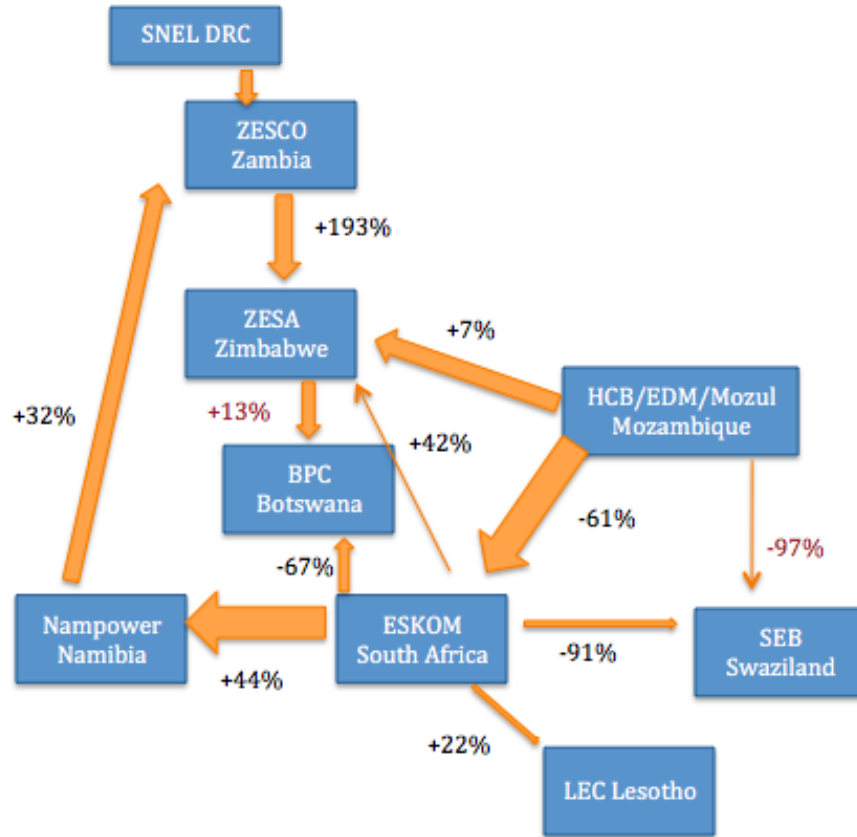 SNEL DRC
ZESCO
Zambia
+193%
ZESA
Zimbabwe
+7%
HCB/EDM/Mozul
Mozambique
+32%
+13%
+42%
BPC
Botswana
-61%
-67%
-97%
Nampower
Namibia
ESKOM
South Africa
SEB
Swaziland
-91%
+44%
+22%
LEC Lesotho